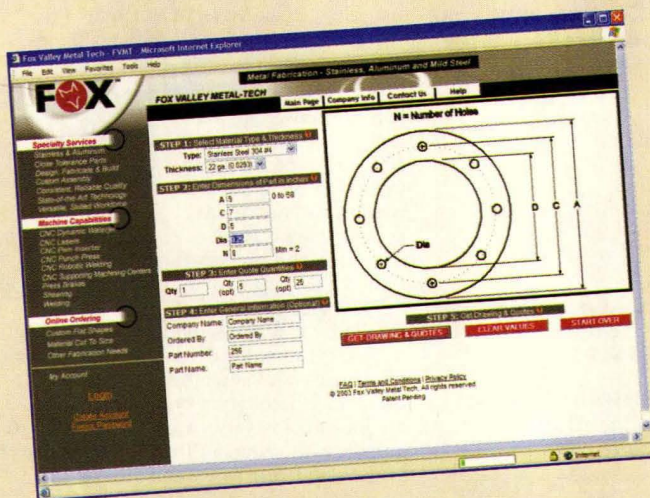 Fox Valley Metal Tech - FVMT - Microsoft Internet Explorer
File Edit View Favorites Tools Help
Metal Fabrication - Stainless, Aluminum and Mild Steel
FOX
FOX VALLEY METAL-TECH
Main Page
Company Info
Contact Us
Help
Specialty Services
Stainless & Aluminum
Close Tolerance Parts
Design, Fabricate & Build
Custom Assembly
Consistent, Reliable Quality
State-of-the-Art Technology
Versatile, Skilled Workforce
Machine Capabilities
CNC Dynamic
CNC Lasers
CNC Pem Inserter
CNC Punch Press
CNC Robotic Welding
CNC Supporting Machining Centers
Press Brakes
Shearing
Welding
Online Ordering
Custom Flat Shapes
Material Cut To Size
Other Fabrication Needs
My Account
Login
Create Account
Forgot Password
STEP 1: Select Material Type & Thickness
Type: Stainless Steel 304 #4
Thickness: 22 ga. (0.0293)
STEP 2: Enter Dimensions of Part in Inches
A
C 7
D
Dia .625
N 8 Min = 2
STEP 3: Enter Quote Quantities
Qty 1 Qty (opt) 5 Qty (opt) 25
STEP 4: Enter General Information (Optional)
Company Name: Company Name
Ordered By: Ordered By
Part Number: 256
Part Name: Part Name
N = Number of Holes
Dia
D
C
A
STEP 5: Get Drawing & Quotes
GET DRAWING & QUOTES
CLEAR VALUES
START OVER
FAQ | Terms and Conditions | Privacy Policy
© 2003 Fox Valley Metal Tech. All rights reserved
Patent Pending
Internet